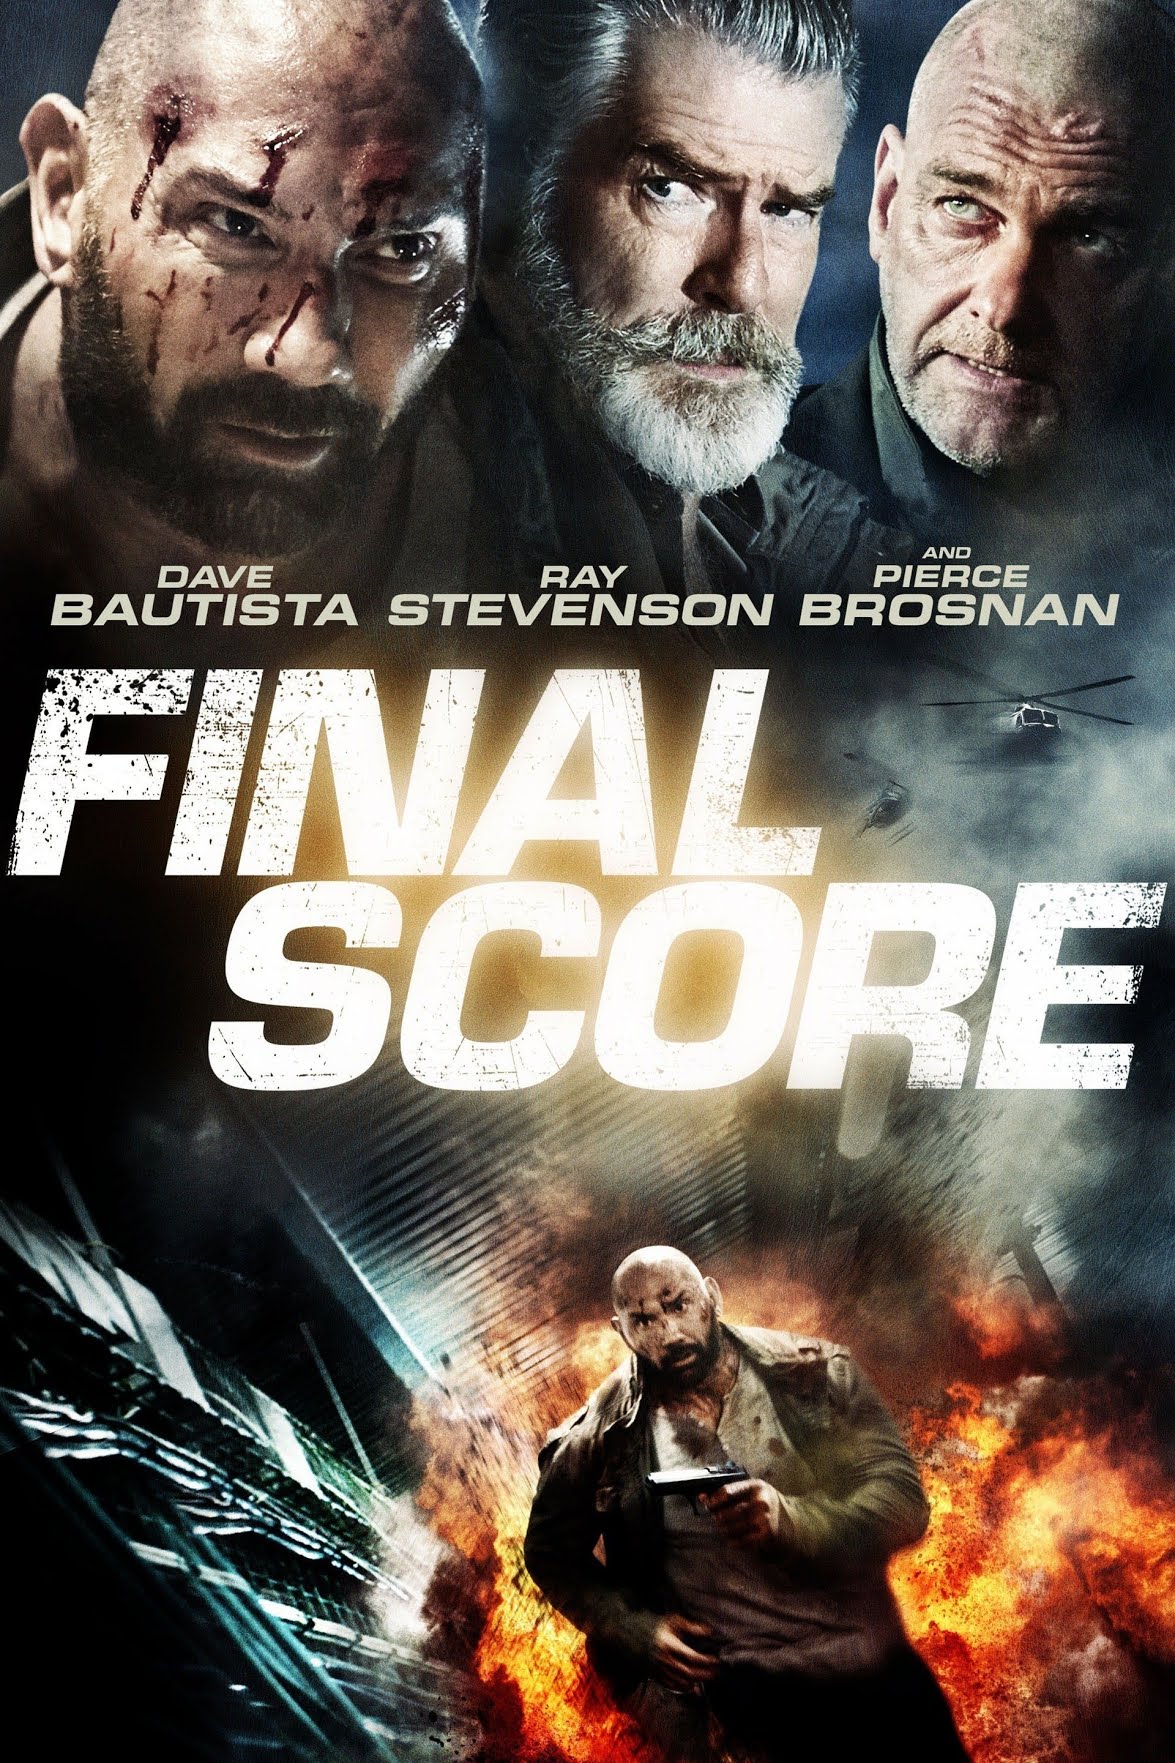 DAVE
BAUTISTA
RAY
STEVENSON
AND
PIERCE
BROSNAN
FINAL
SCORE